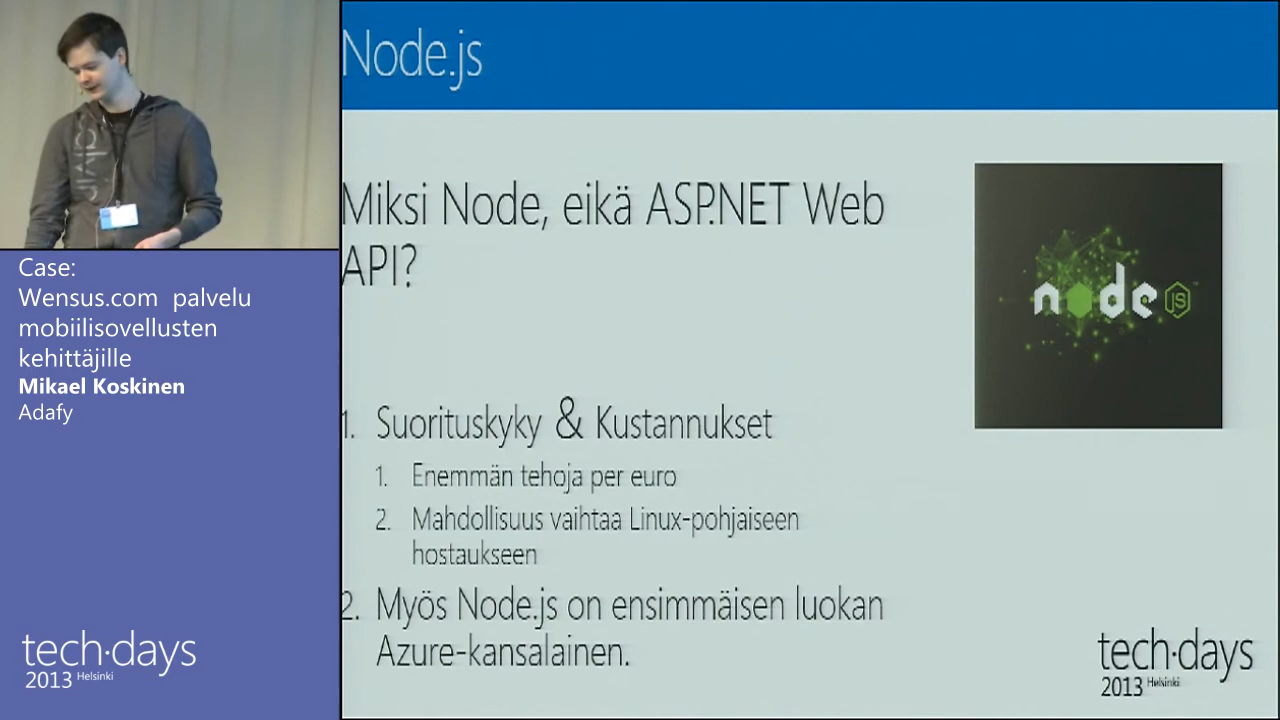 Case:
Wensus.com palvelu
mobiilisovellusten
kehittäjille
Mikael Koskinen
Adafy
tech·days
2013 Helsinki
Node.js
Miksi Node, eikä ASP.NET Web
API?
node JS
1. Suorituskyky & Kustannukset
1. Enemmän tehoja per euro
2. Mahdollisuus vaihtaa Linux-pohjaiseen
hostaukseen
2. Myös Node.js on ensimmäisen luokan
Azure-kansalainen.
tech·days
2013 Helsinki